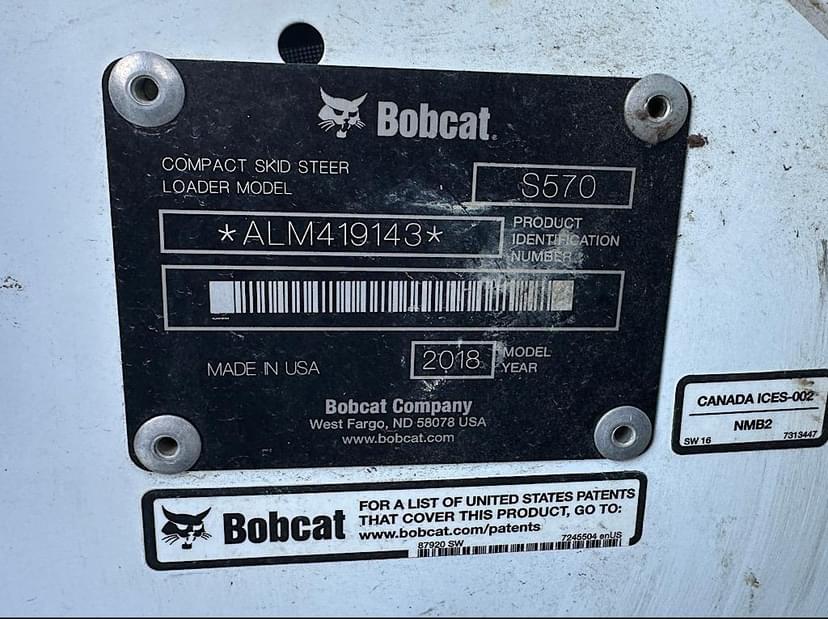 Bobcat®
COMPACT SKID STEER
LOADER MODEL
S570
*ALM419143*
PRODUCT
IDENTIFICATION
NUMBER
MADE IN USA
2018
MODEL
YEAR
Bobcat Company
West Fargo, ND 58078 USA
www.bobcat.com
CANADA ICES-002
NMB2
SW 16
7313447
Bobcat
FOR A LIST OF UNITED STATES PATENTS
THAT COVER THIS PRODUCT, GO TO:
www.bobcat.com/patents
87920 SW
7245504 enUS